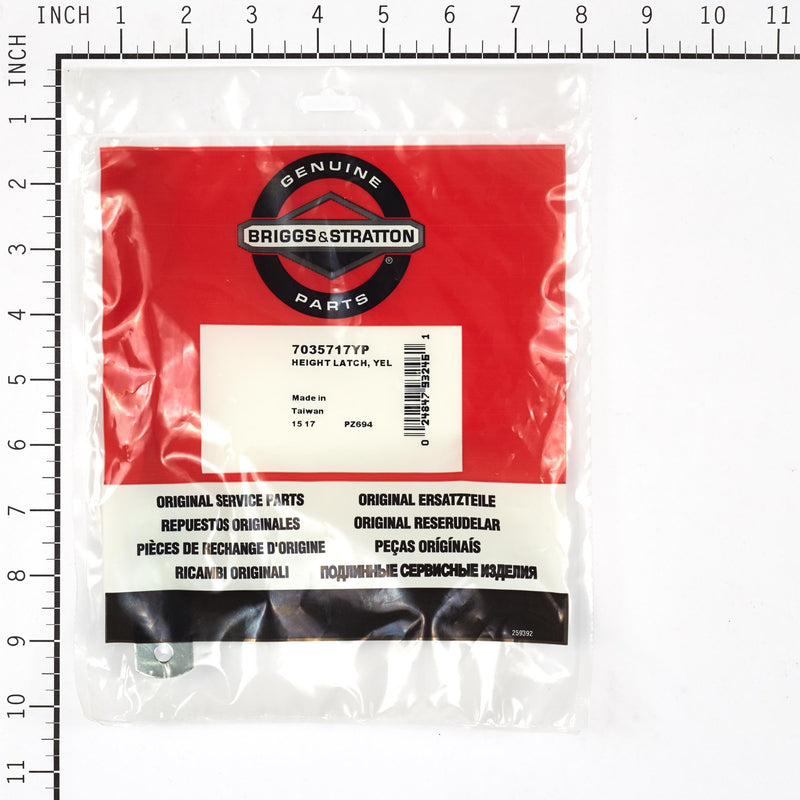 INCH 1 2 3 4 5 6 7 8 9 10 11
INCH
1
2
3
4
5
6
7
8
9
10
11
GENUINE
BRIGGS&STRATTON
®
PARTS
7035717YP
HEIGHT LATCH, YEL
Made in
Taiwan
15 17 PZ694
0 24847 93246 1
ORIGINAL SERVICE PARTS ORIGINAL ERSATZTEILE
REPUESTOS ORIGINALES ORIGINAL RESERUDELAR
PIÈCES DE RECHANGE D'ORIGINE PEÇAS ORÍGÍNAÍS
RICAMBI ORIGINALI ПОДЛИННЫЕ СЕРВИСНЫЕ ИЗДЕЛИЯ
259392